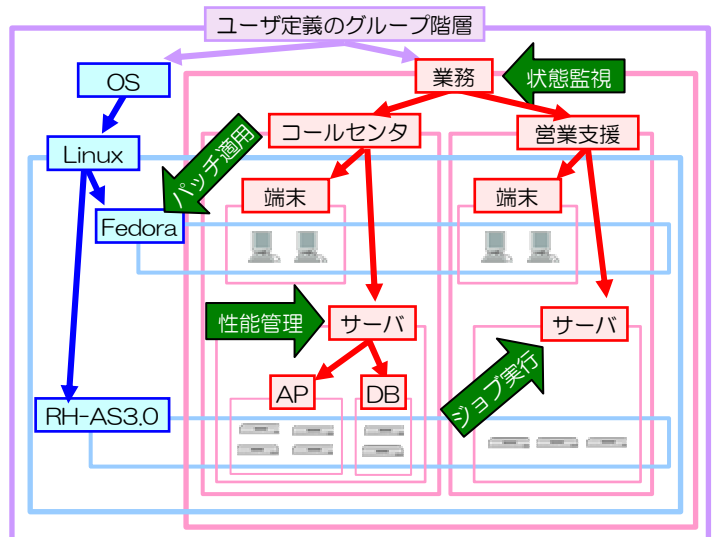 ユーザ定義のグループ階層
OS
業務
状態監視
コールセンタ
営業支援
Linux
パッチ適用
端末
端末
Fedora
性能管理
サーバ
サーバ
ジョブ実行
AP
DB
RH-AS3.0